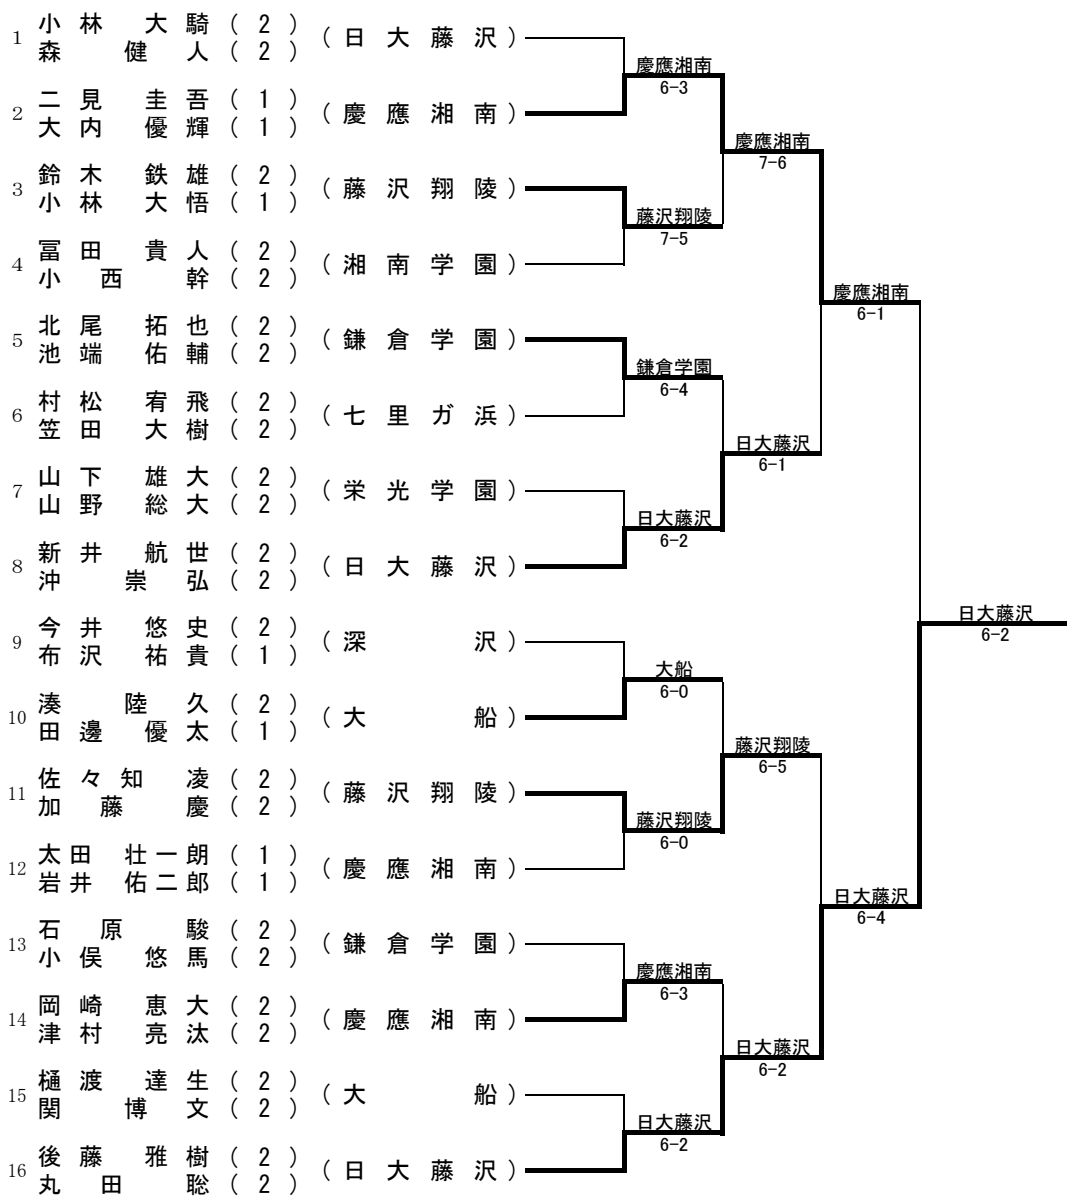 1 小林 大騎 ( 2 ) ( 日大藤沢 )
森 健人 ( 2 )
慶應湘南
6-3
2 二見 圭吾 ( 1 ) ( 慶應湘南 )
大内 優輝 ( 1 )
慶應湘南
7-6
3 鈴木 鉄雄 ( 2 ) ( 藤沢翔陵 )
小林 大悟 ( 1 )
藤沢翔陵
7-5
4 冨田 貴人 ( 2 ) ( 湘南学園 )
小西 幹 ( 2 )
慶應湘南
6-1
5 北尾 拓也 ( 2 ) ( 鎌倉学園 )
池端 佑輔 ( 2 )
鎌倉学園
6-4
6 村松 宥飛 ( 2 ) ( 七里ガ浜 )
笠田 大樹 ( 2 )
日大藤沢
6-1
7 山下 雄大 ( 2 ) ( 栄光学園 )
山野 総大 ( 2 )
日大藤沢
6-2
8 新井 航世 ( 2 ) ( 日大藤沢 )
沖 崇弘 ( 2 )
日大藤沢
6-2
9 今井 悠史 ( 2 ) ( 深沢 )
布沢 祐貴 ( 1 )
大船
6-0
10 湊 陸久 ( 2 ) ( 大船 )
田邊 優太 ( 1 )
藤沢翔陵
6-5
11 佐々知 凌 ( 2 ) ( 藤沢翔陵 )
加藤 慶 ( 2 )
藤沢翔陵
6-0
12 太田 壮一朗 ( 1 ) ( 慶應湘南 )
岩井 佑二郎 ( 1 )
日大藤沢
6-4
13 石原 駿 ( 2 ) ( 鎌倉学園 )
小俣 悠馬 ( 2 )
慶應湘南
6-3
14 岡崎 恵大 ( 2 ) ( 慶應湘南 )
津村 亮汰 ( 2 )
日大藤沢
6-2
15 樋渡 達生 ( 2 ) ( 大船 )
関 博文 ( 2 )
日大藤沢
6-2
16 後藤 雅樹 ( 2 ) ( 日大藤沢 )
丸田 聡 ( 2 )